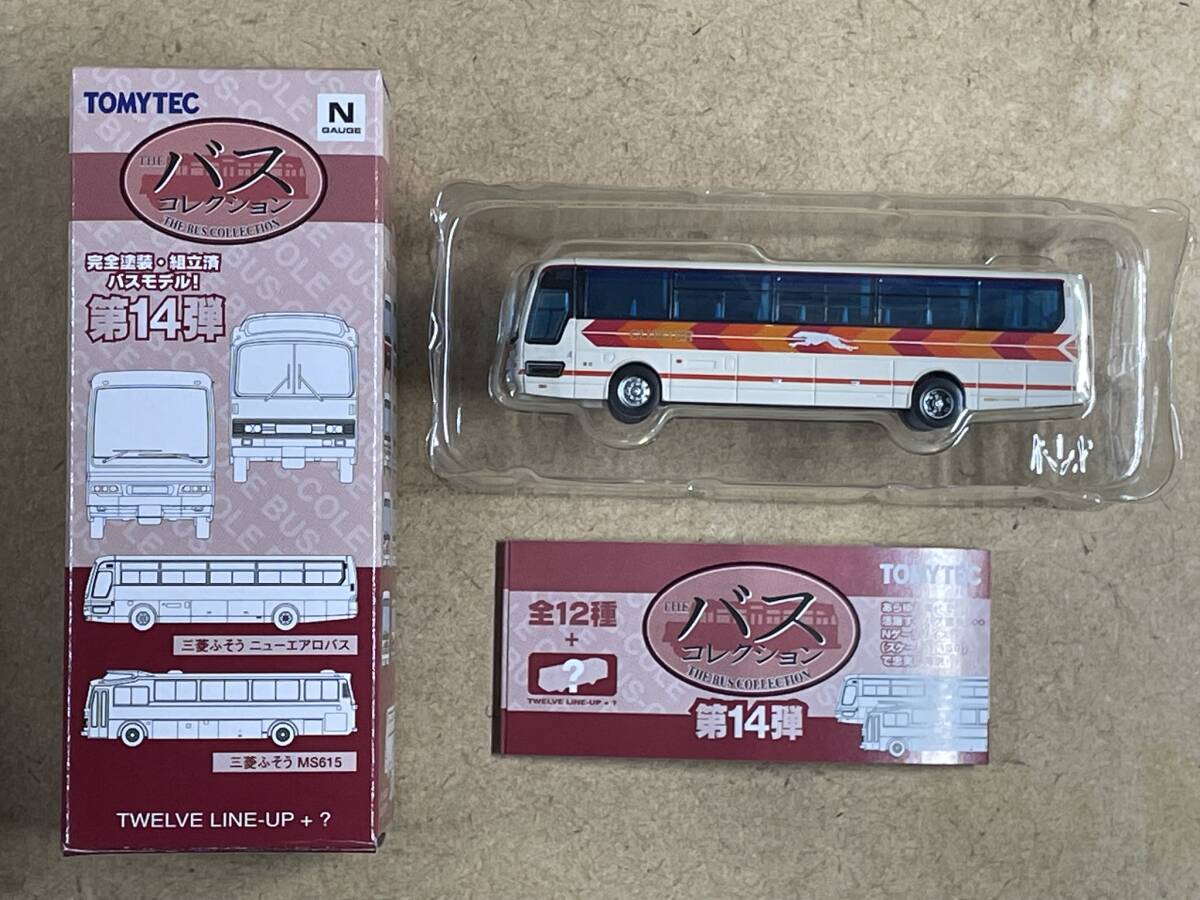 TOMYTEC
N
GAUGE
THE
バス
コレクション
THE BUS COLLECTION
完全塗装・組立済
バスモデル!
第14弾
三菱ふそう ニューエアロバス
三菱ふそう MS615
TWELVE LINE-UP + ?
TOMYTEC
全12種
+
?
TWELVE LINE-UP + ?
THE
バス
コレクション
THE BUS COLLECTION
第14弾